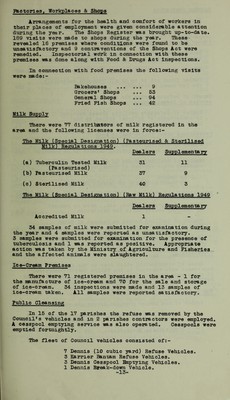 Factories, Workplaces & Shops
Arrangements for the health and comfort of workers in
their places of employment were given considerable attention
during the year. The Shops Register was brought up-to-date.
199 visits were made to shops during the year. These
revealed 16 premises where conditions were found to be
unsatisfactory and 9 contraventions of the Shops Act were
remedied. Inspectorial work in connection with these
premises was done along with Food & Drugs Act inspections.
In connection with food premises the following visits
were made:-
Bakehouses ... ... 9
Grocers' Shops ... 53
General Shops ... 94
Fried Fish Shops ... 42
Milk Supply
There were 77 distributors of milk registered in the
area and the following licences were in force:-
The Milk (Special Designation) (Pasteurised & Sterilised
Milk) Regulations 1949.
Dealers Supplementary
(a) Tuberculin Tested Milk 31 11
(Pasteurised)
(b) Pasteurised Milk 37 9
(c) Sterilised Milk 40 3
The Milk (Special Designation) (Raw Milk) Regulations 1949
Dealers Supplementary
Accredited Milk 1 -
24 samples of milk were submitted for examination during
the year and 4 samples were reported as unsatisfactory.
3 samples were submitted for examination for the presence of
tuberculosis and 1 was reported as positive. Appropriate
action was taken by the Ministry of Agriculture and Fisheries
and the affected animals were slaughtered.
Ice-Cream Premises
There were 71 registered premises in the area - 1 for
the manufacture of ice-cream and 70 for the sale and storage
of ice-cream. 34 inspections were made and 13 samples of
ice-cream taken. All samples were reported satisfactory.
Public Cleansing
In 15 of the 17 parishes the refuse was removed by the
Council's vehicles and in 2 parishes contractors were employed.
A cesspool emptying service was also operated. Cesspools were
emptied fortnightly.
The fleet of Council vehicles consisted of:-
7 Dennis (10 cubic yard) Refuse Vehicles.
3 Karrier Bantam Refuse Vehicles.
3 Dennis Cesspool Emptying Vehicles.
1 Dennis Break-down Vehicle.
-15-